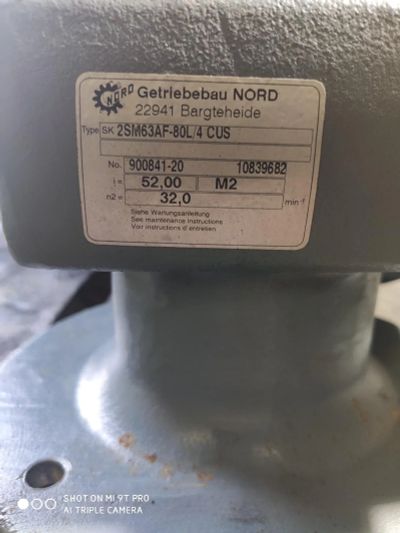 NORD Getriebebau NORD
22941 Bargteheide
Type SK 2SM63AF-80L/4 CUS
No. 900841-20 10839682
i = 52,00 M2
n2 = 32,0 min⁻¹
Siehe Wartungsanleitung
See maintenance instructions
Voir instructions d´entretien
SHOT ON MI 9T PRO
AI TRIPLE CAMERA